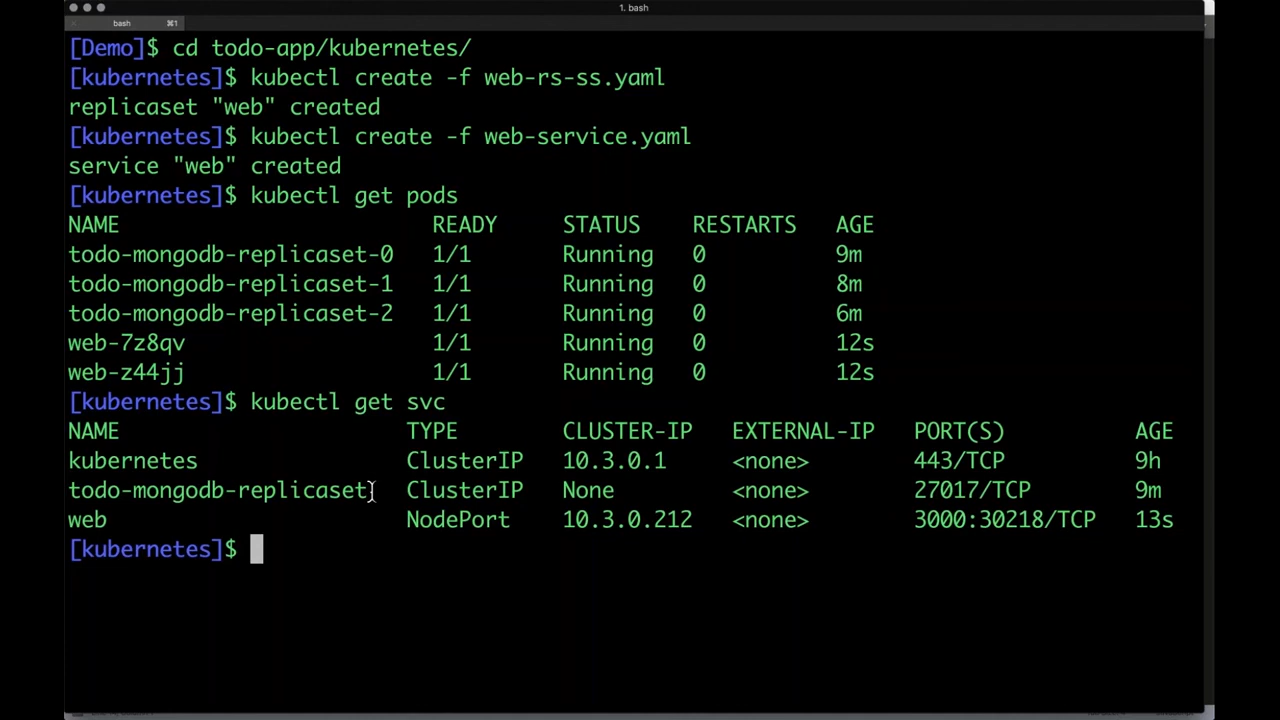 1. bash
bash ⌘1
[Demo]$ cd todo-app/kubernetes/
[kubernetes]$ kubectl create -f web-rs-ss.yaml
replicaset "web" created
[kubernetes]$ kubectl create -f web-service.yaml
service "web" created
[kubernetes]$ kubectl get pods
NAME READY STATUS RESTARTS AGE
todo-mongodb-replicaset-0 1/1 Running 0 9m
todo-mongodb-replicaset-1 1/1 Running 0 8m
todo-mongodb-replicaset-2 1/1 Running 0 6m
web-7z8qv 1/1 Running 0 12s
web-z44jj 1/1 Running 0 12s
[kubernetes]$ kubectl get svc
NAME TYPE CLUSTER-IP EXTERNAL-IP PORT(S) AGE
kubernetes ClusterIP 10.3.0.1 <none> 443/TCP 9h
todo-mongodb-replicaset ClusterIP None <none> 27017/TCP 9m
web NodePort 10.3.0.212 <none> 3000:30218/TCP 13s
[kubernetes]$